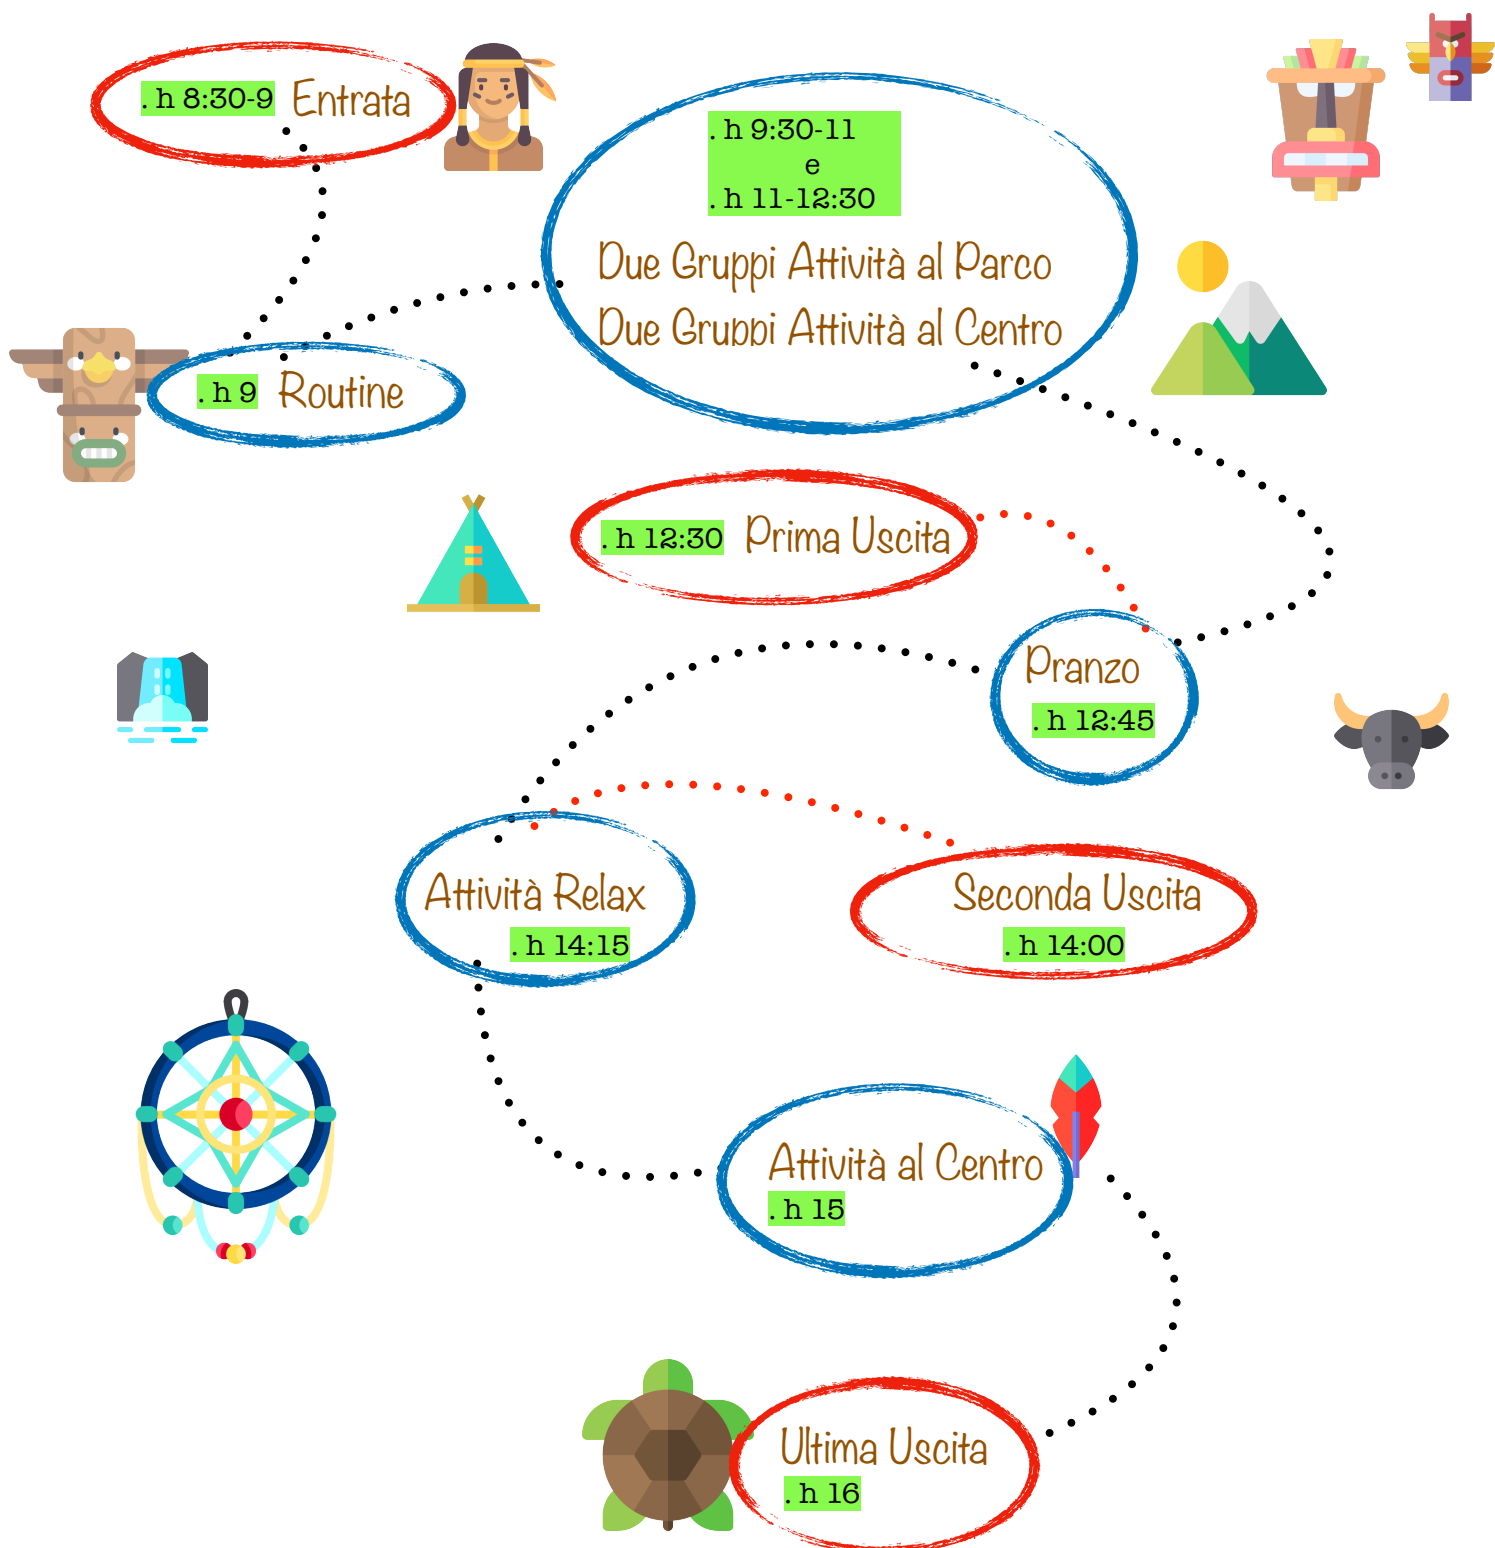 . h 8:30-9 Entrata
. h 9:30-11
e
. h 11-12:30
Due Gruppi Attività al Parco
Due Gruppi Attività al Centro
. h 9 Routine
. h 12:30 Prima Uscita
Pranzo
. h 12:45
Attività Relax
. h 14:15
Seconda Uscita
. h 14:00
Attività al Centro
. h 15
Ultima Uscita
. h 16